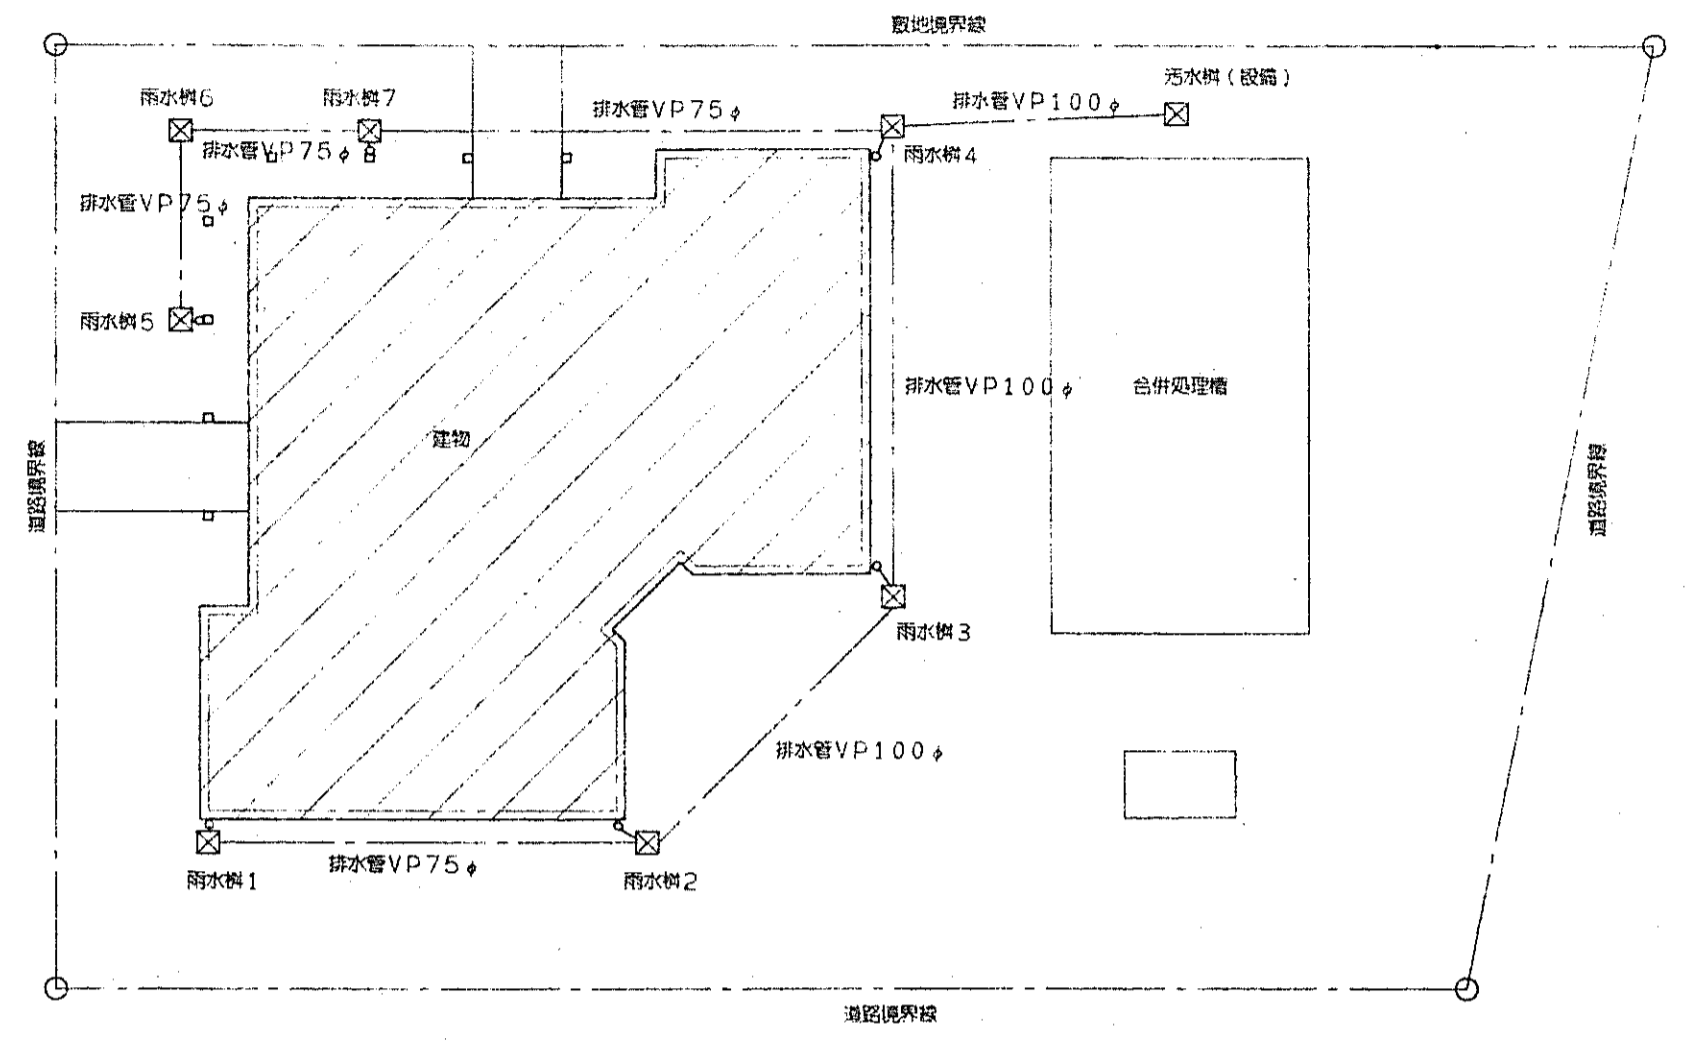 敷地境界線
汚水桝(設備)
雨水桝6
雨水桝7
排水管VP75φ
排水管VP100φ
排水管VP75φ
雨水桝4
排水管VP75φ
雨水桝5
排水管VP100φ
合併処理槽
建物
道路境界線
道路境界線
雨水桝3
排水管VP100φ
排水管VP75φ
雨水桝1
雨水桝2
道路境界線